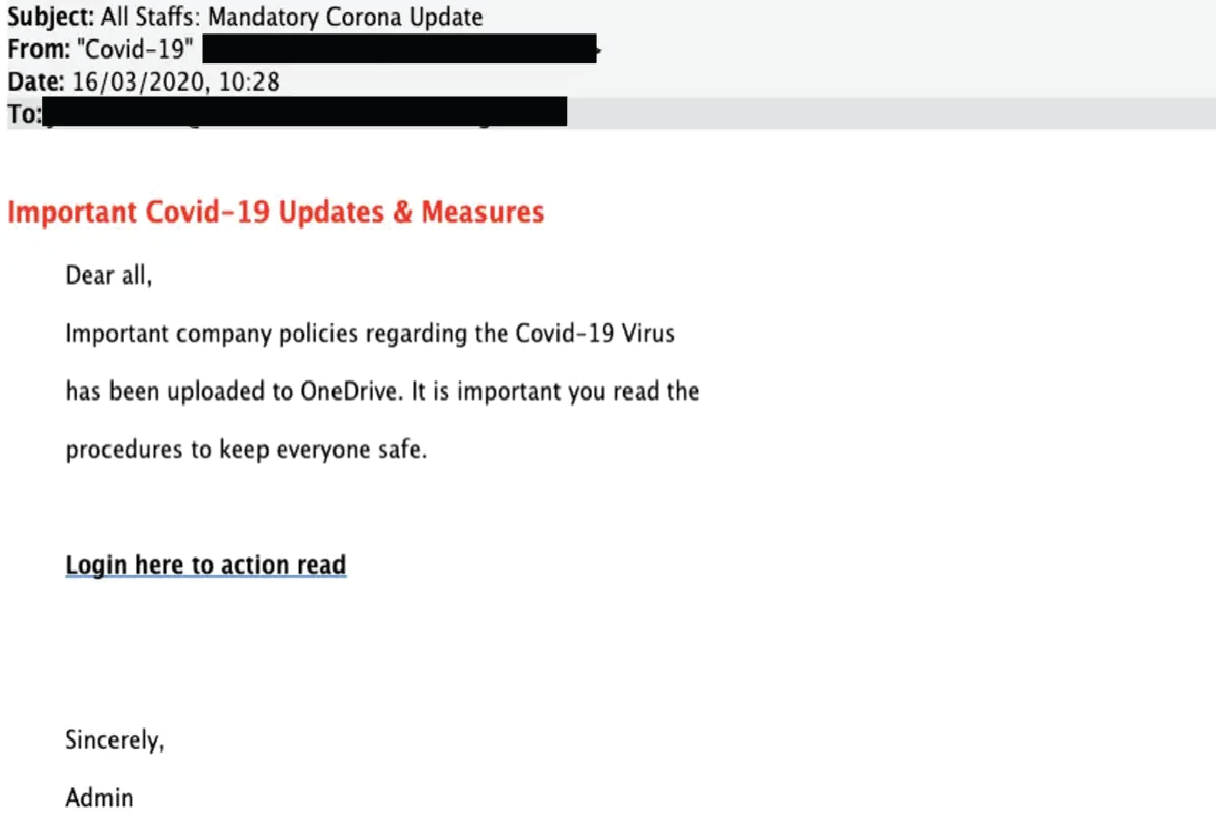 Subject: All Staffs: Mandatory Corona Update
From: "Covid-19"
Date: 16/03/2020, 10:28
To:
Important Covid-19 Updates & Measures
Dear all,
Important company policies regarding the Covid-19 Virus
has been uploaded to OneDrive. It is important you read the
procedures to keep everyone safe.
Login here to action read
Sincerely,
Admin